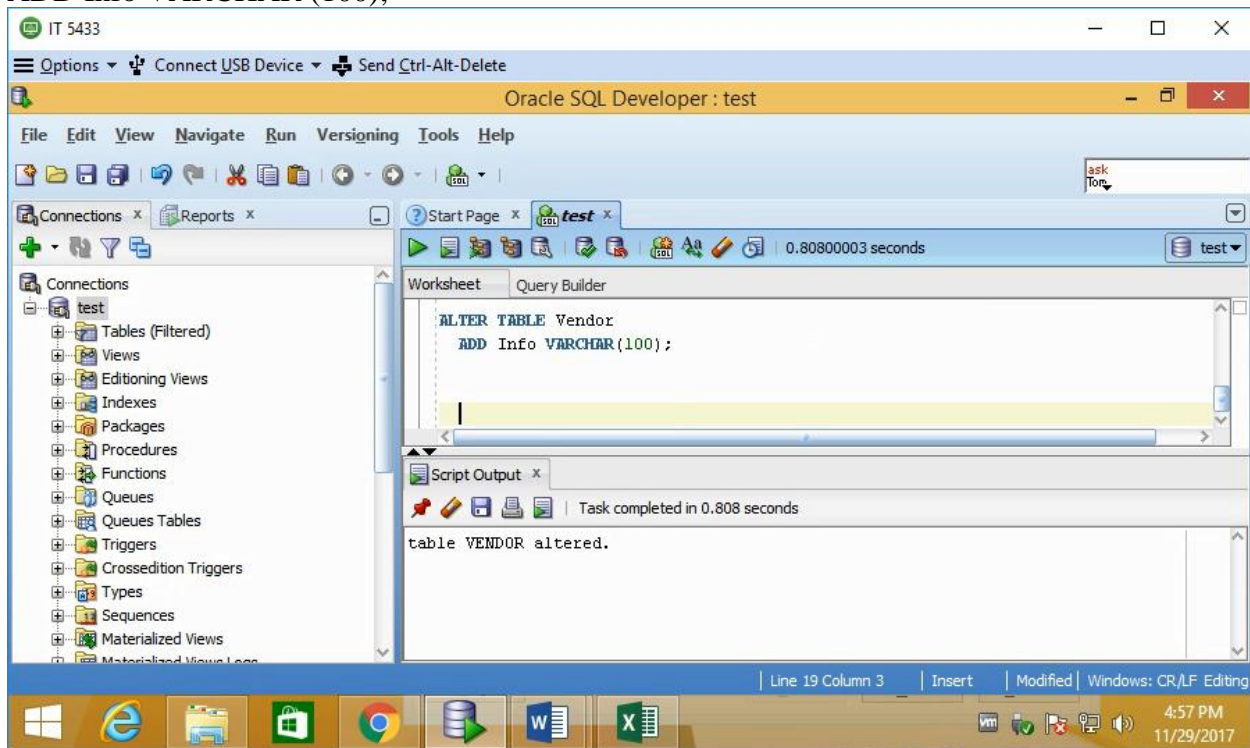 ADD Info VARCHAR (100);
IT 5433
Options Connect USB Device Send Ctrl-Alt-Delete
Oracle SQL Developer : test
File Edit View Navigate Run Versioning Tools Help
ask
Tom
Connections x Reports x
Start Page x test x
0.80800003 seconds
test
Connections
test
Tables (Filtered)
Views
Editioning Views
Indexes
Packages
Procedures
Functions
Queues
Queues Tables
Triggers
Crossedition Triggers
Types
Sequences
Materialized Views
Materialized Views Logs
Worksheet Query Builder
ALTER TABLE Vendor
ADD Info VARCHAR(100);
Script Output x
Task completed in 0.808 seconds
table VENDOR altered.
Line 19 Column 3 Insert Modified Windows: CR/LF Editing
4:57 PM
11/29/2017